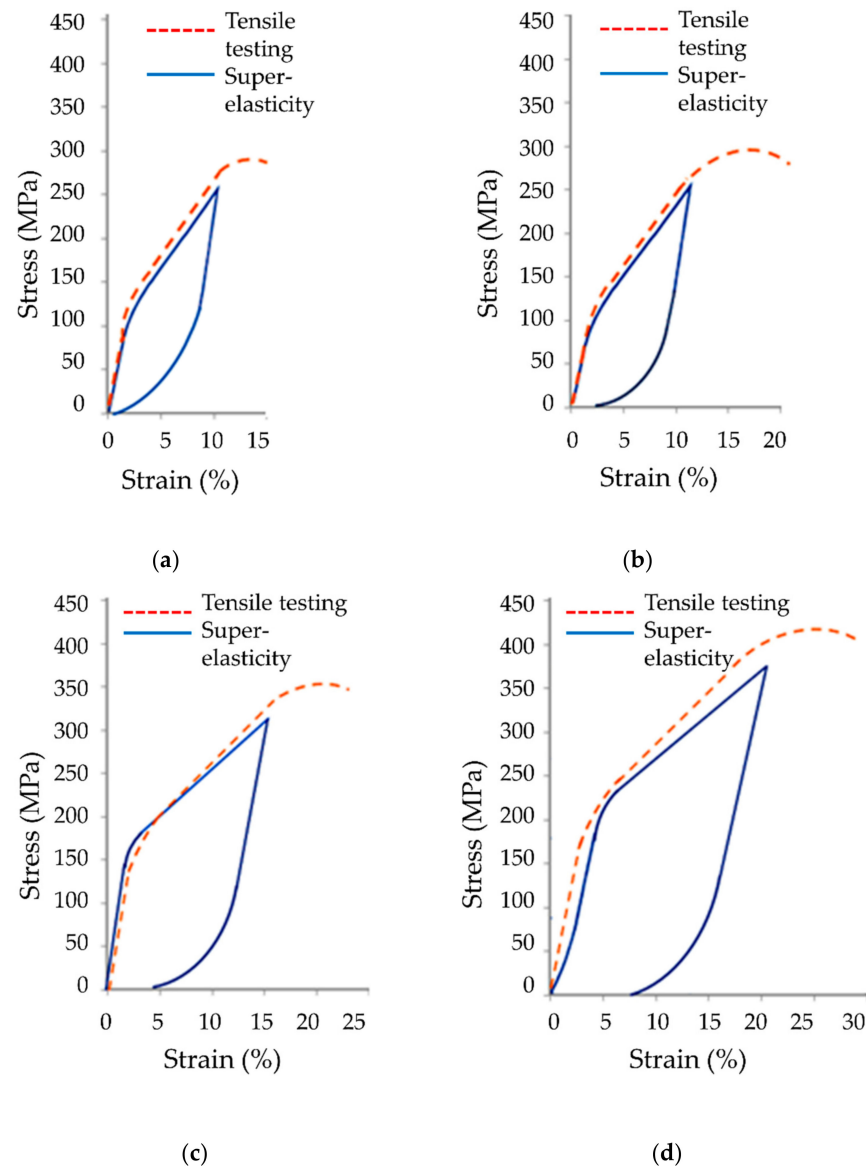 450
400
350
300
250
200
150
100
50
0
Stress (MPa)
Tensile
testing
Super-
elasticity
0 5 10 15
Strain (%)
(a)
450
400
350
300
250
200
150
100
50
0
Stress (MPa)
Tensile
testing
Super-
elasticity
0 5 10 15 20
Strain (%)
(b)
450
400
350
300
250
200
150
100
50
0
Stress (MPa)
Tensile testing
Super-
elasticity
0 5 10 15 20 25
Strain (%)
(c)
450
400
350
300
250
200
150
100
50
0
Stress (MPa)
Tensile testing
Super-
elasticity
0 5 10 15 20 25 30
Strain (%)
(d)